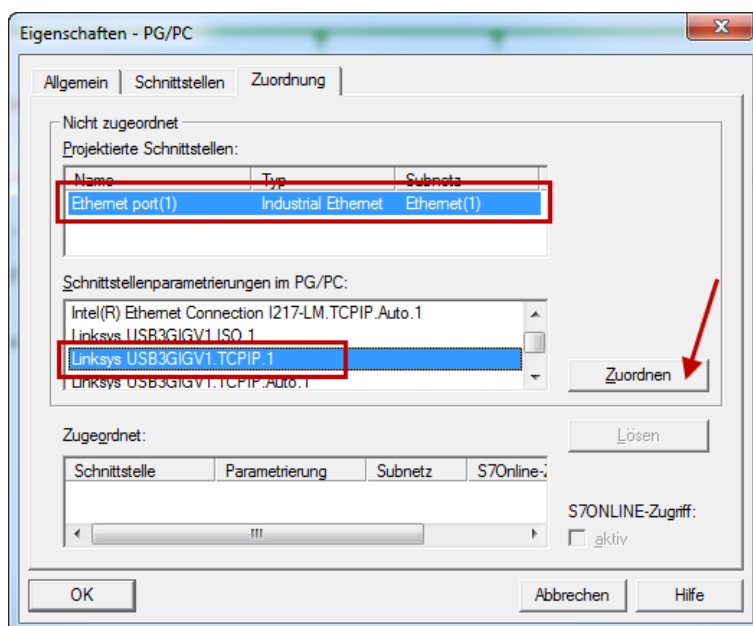 Eigenschaften - PG/PC
Allgemein Schnittstellen Zuordnung
Nicht zugeordnet
Projektierte Schnittstellen:
Name Typ Subnetz
Ethernet port(1) Industrial Ethernet Ethernet(1)
Schnittstellenparametrierungen im PG/PC:
Intel(R) Ethernet Connection I217-LM.TCPIP.Auto.1
Linksys USB3GIGV1.ISO.1
Linksys USB3GIGV1.TCPIP.1
Linksys USB3GIGV1.TCPIP.Auto.1
Zuordnen
Zugeordnet:
Lösen
Schnittstelle Parametrierung Subnetz S7Online-Z
S7ONLINE-Zugriff:
aktiv
OK Abbrechen Hilfe